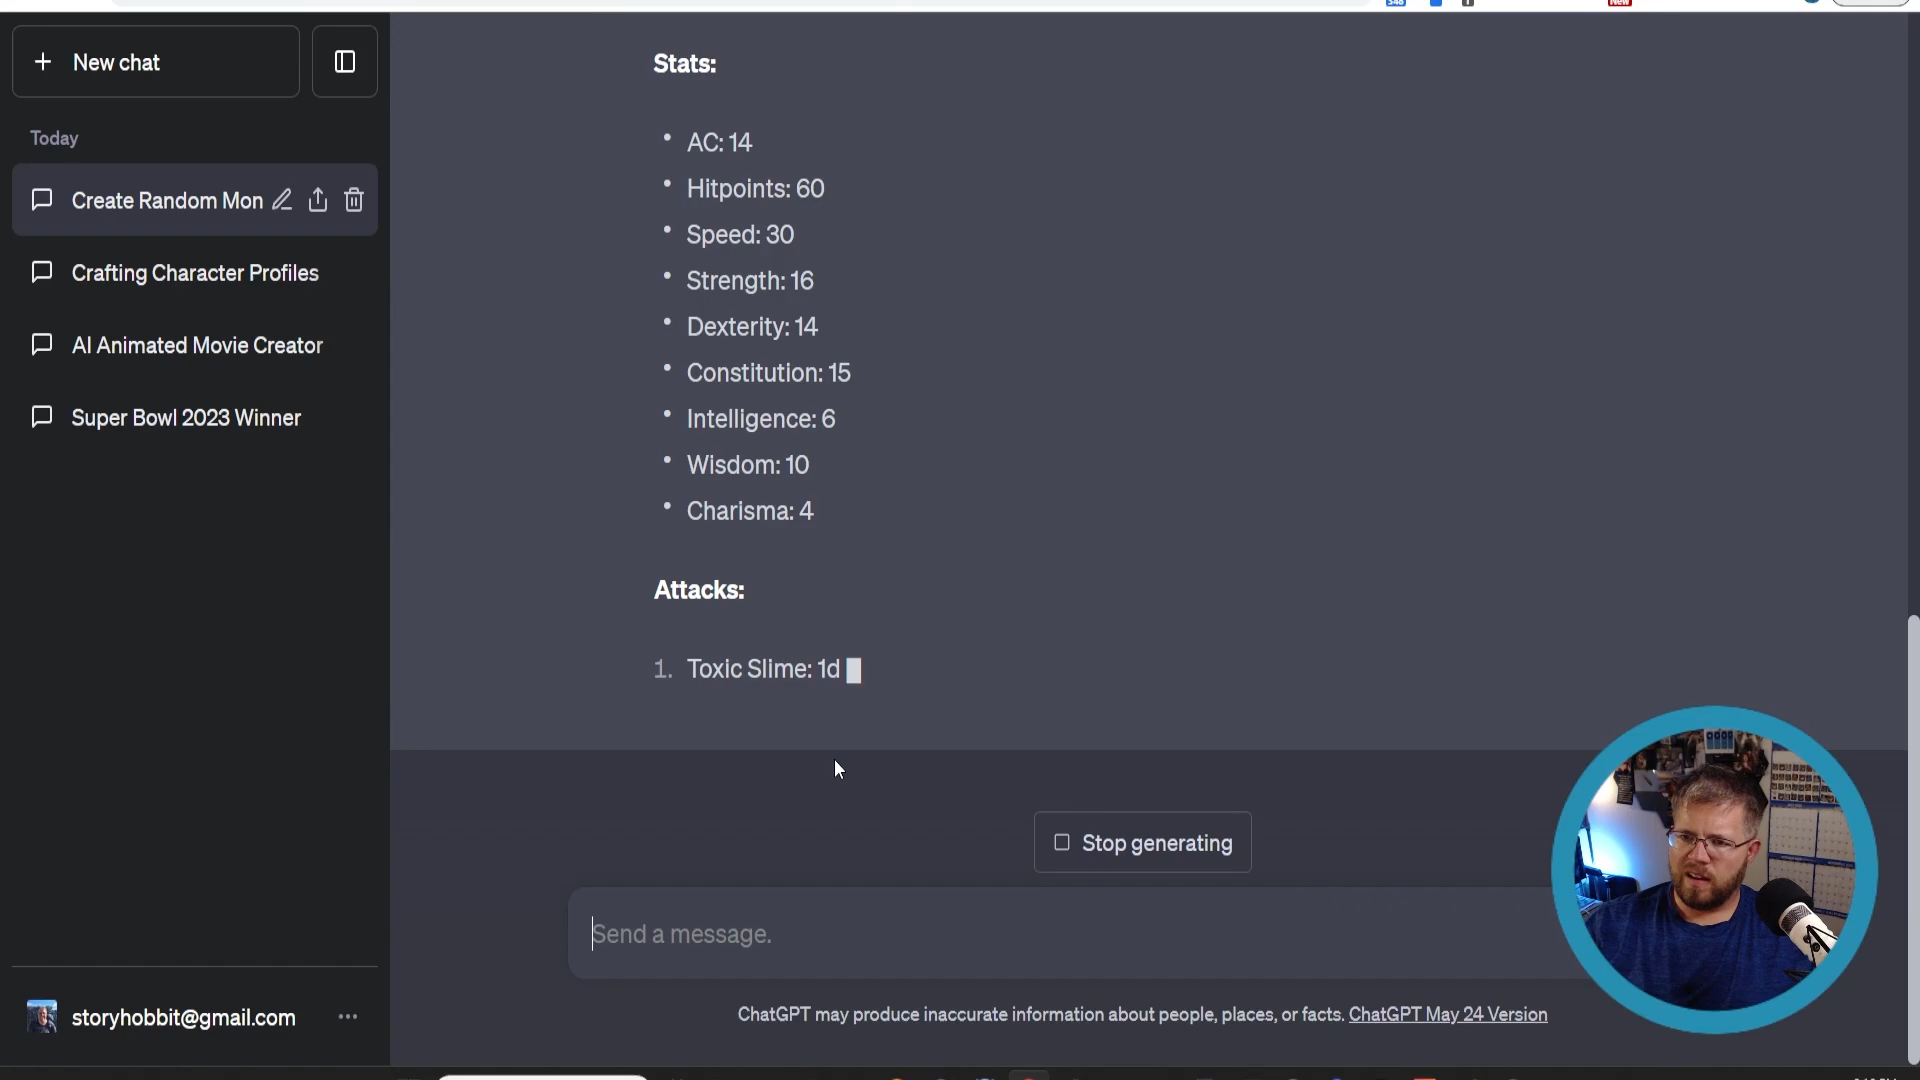 348
New
New chat
Today
Create Random Mon
Crafting Character Profiles
AI Animated Movie Creator
Super Bowl 2023 Winner
storyhobbit@gmail.com
Stats:
• AC: 14
• Hitpoints: 60
• Speed: 30
• Strength: 16
• Dexterity: 14
• Constitution: 15
• Intelligence: 6
• Wisdom: 10
• Charisma: 4
Attacks:
1. Toxic Slime: 1d
Stop generating
Send a message.
ChatGPT may produce inaccurate information about people, places, or facts. ChatGPT May 24 Version